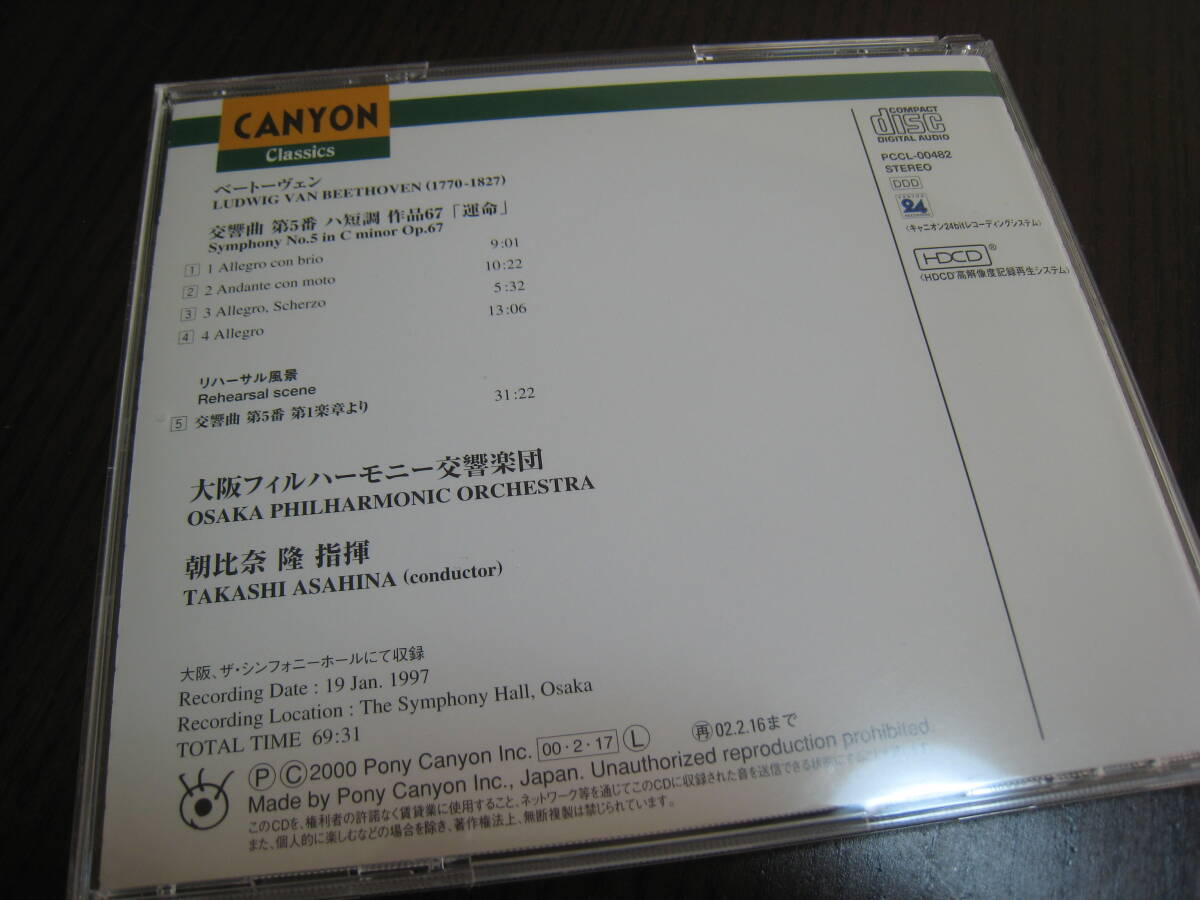 CANYON
Classics
ベートーヴェン
LUDWIG VAN BEETHOVEN (1770-1827)
交響曲 第5番 ハ短調 作品67「運命」
Symphony No.5 in C minor Op.67
1 1 Allegro con brio 9:01
2 2 Andante con moto 10:22
3 3 Allegro, Scherzo 5:32
4 4 Allegro 13:06
リハーサル風景
Rehearsal scene
5 交響曲 第5番 第1楽章より 31:22
大阪フィルハーモニー交響楽団
OSAKA PHILHARMONIC ORCHESTRA
朝比奈 隆 指揮
TAKASHI ASAHINA (conductor)
大阪、ザ・シンフォニーホールにて収録
Recording Date : 19 Jan. 1997
Recording Location : The Symphony Hall, Osaka
TOTAL TIME 69:31
Ⓟ Ⓒ 2000 Pony Canyon Inc. 00・2・17 Ⓛ ㊢02.2.16まで
Made by Pony Canyon Inc., Japan. Unauthorized reproduction prohibited.
このCDを、権利者の許諾なく賃貸業に使用すること、ネットワーク等を通じてこのCDに収録された音を送信できる状態にすること
また、個人的に楽しむなどの場合を除き、著作権法上、無断複製は禁じられています。
COMPACT
disc
DIGITAL AUDIO
PCCL-00482
STEREO
DDD
24
〈キャニオン24bitレコーディングシステム〉
HDCD®
〈HDCD高解像度記録再生システム〉